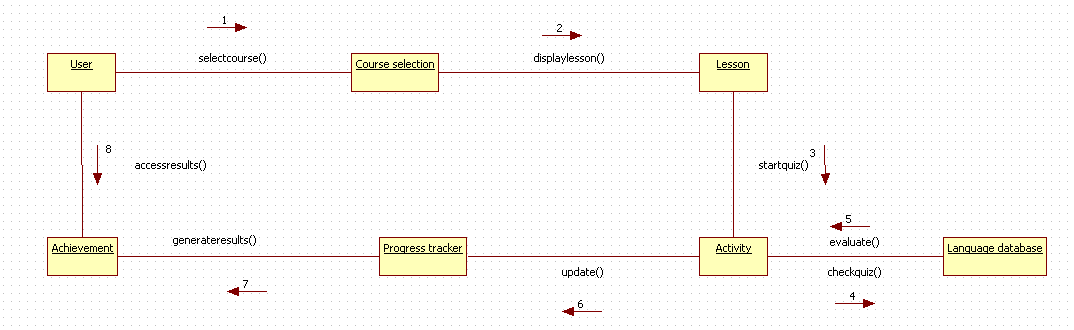 1
2
selectcourse()
displaylesson()
User
Course selection
Lesson
8
accessresults()
3
startquiz()
5
generateresults()
evaluate()
Achievement
Progress tracker
Activity
Language database
update()
checkquiz()
7
6
4